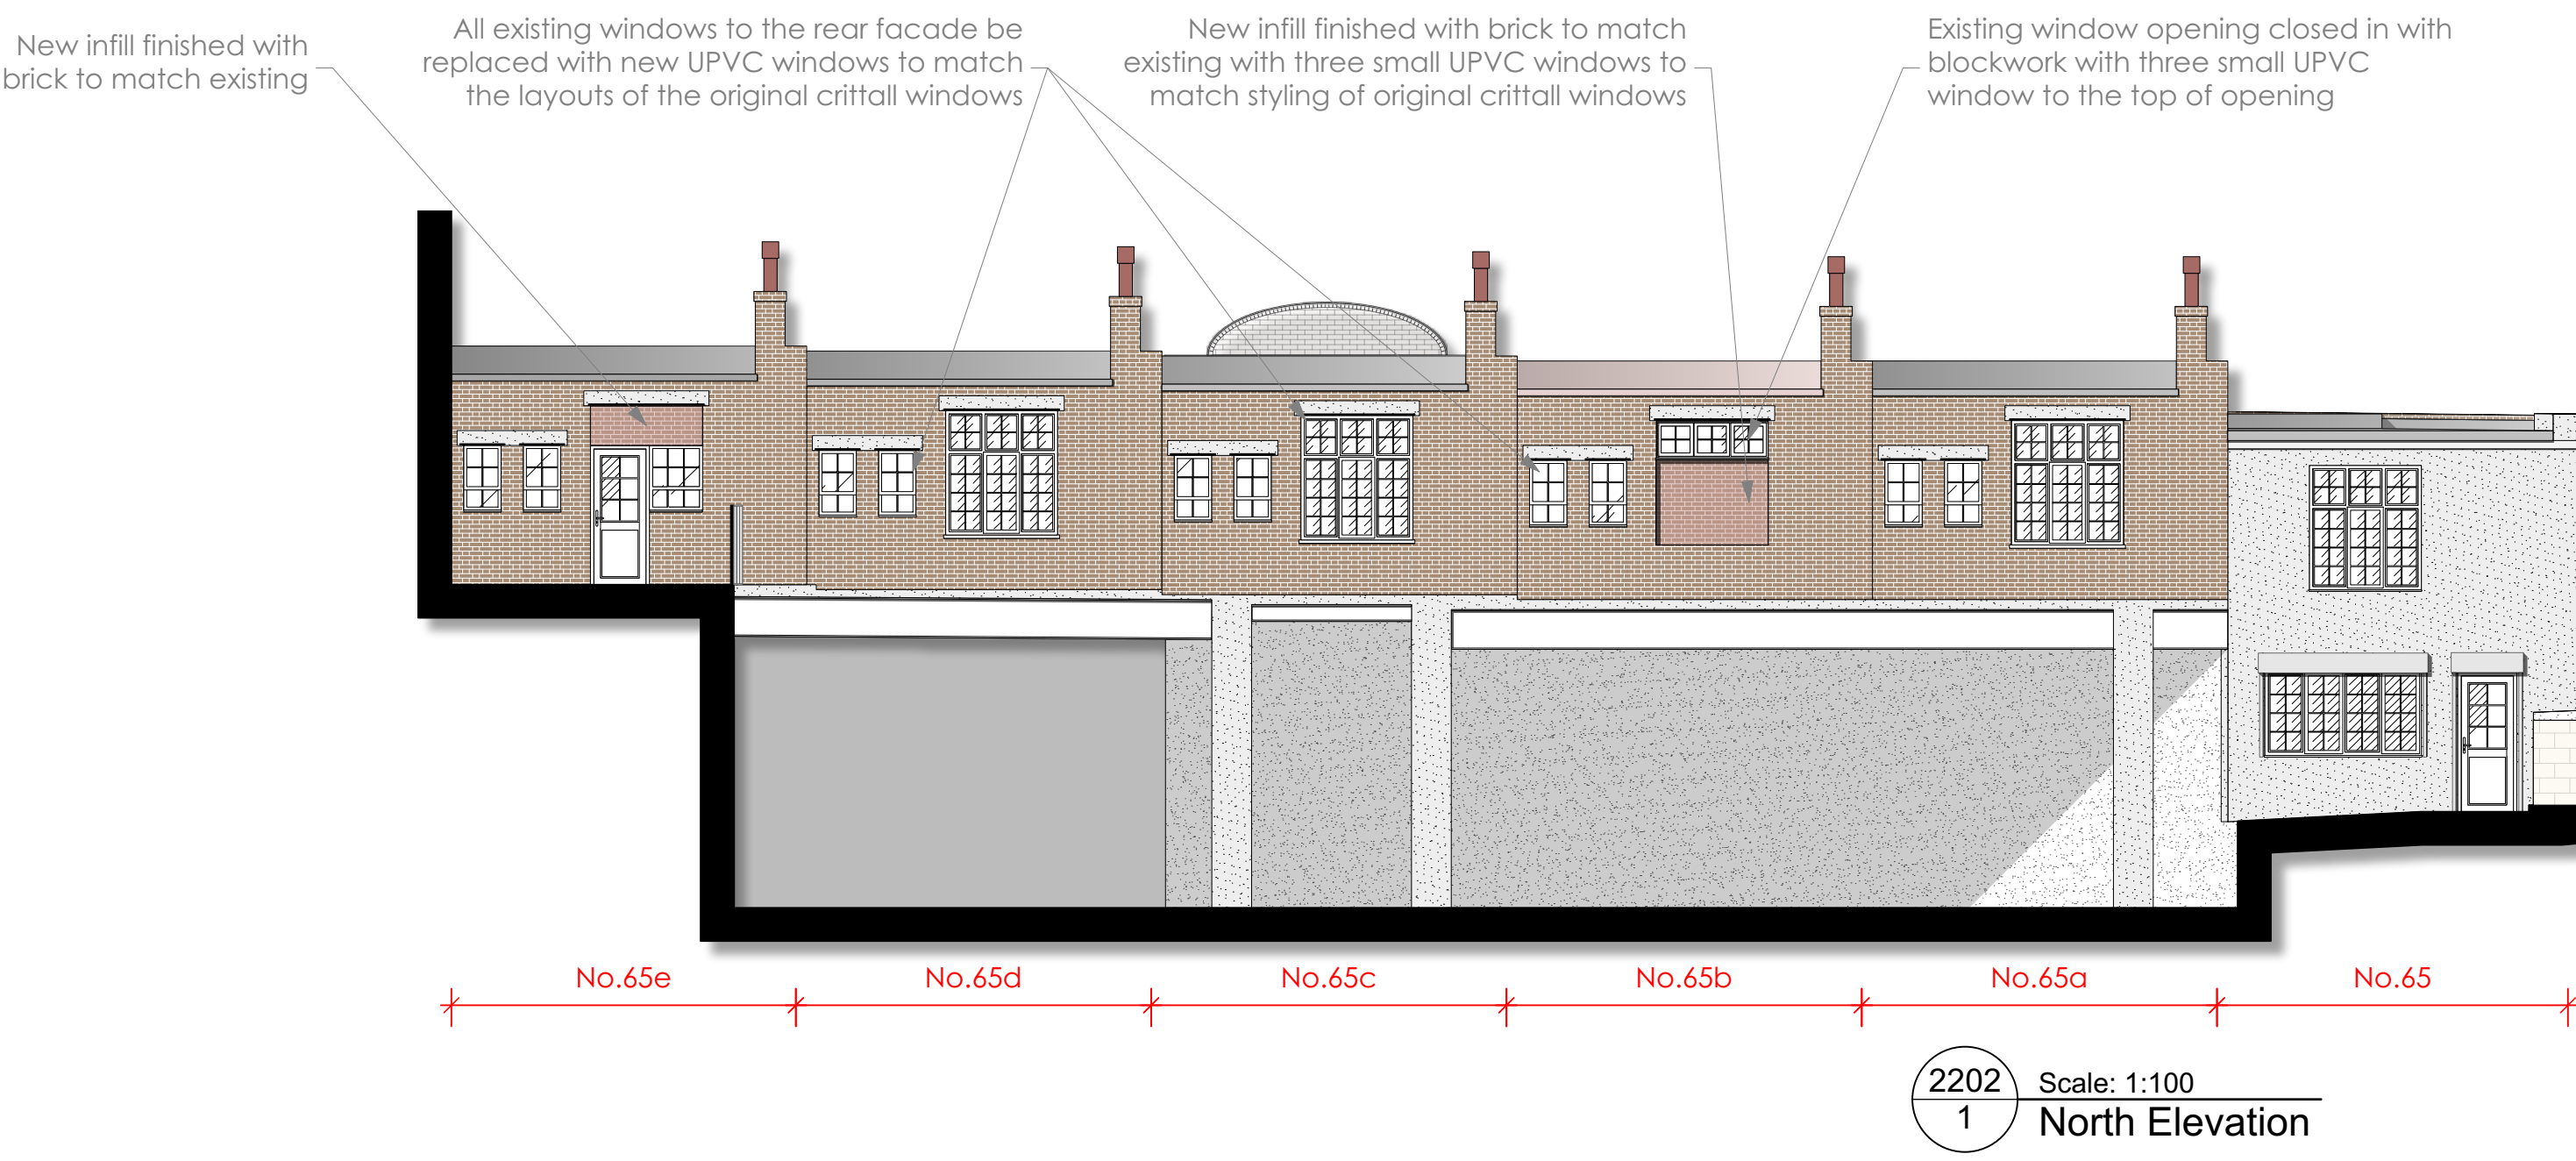 New infill finished with
brick to match existing
All existing windows to the rear facade be
replaced with new UPVC windows to match
the layouts of the original crittall windows
New infill finished with brick to match
existing with three small UPVC windows to
match styling of original crittall windows
Existing window opening closed in with
blockwork with three small UPVC
window to the top of opening
No.65e
No.65d
No.65c
No.65b
No.65a
No.65
2202
1
Scale: 1:100
North Elevation